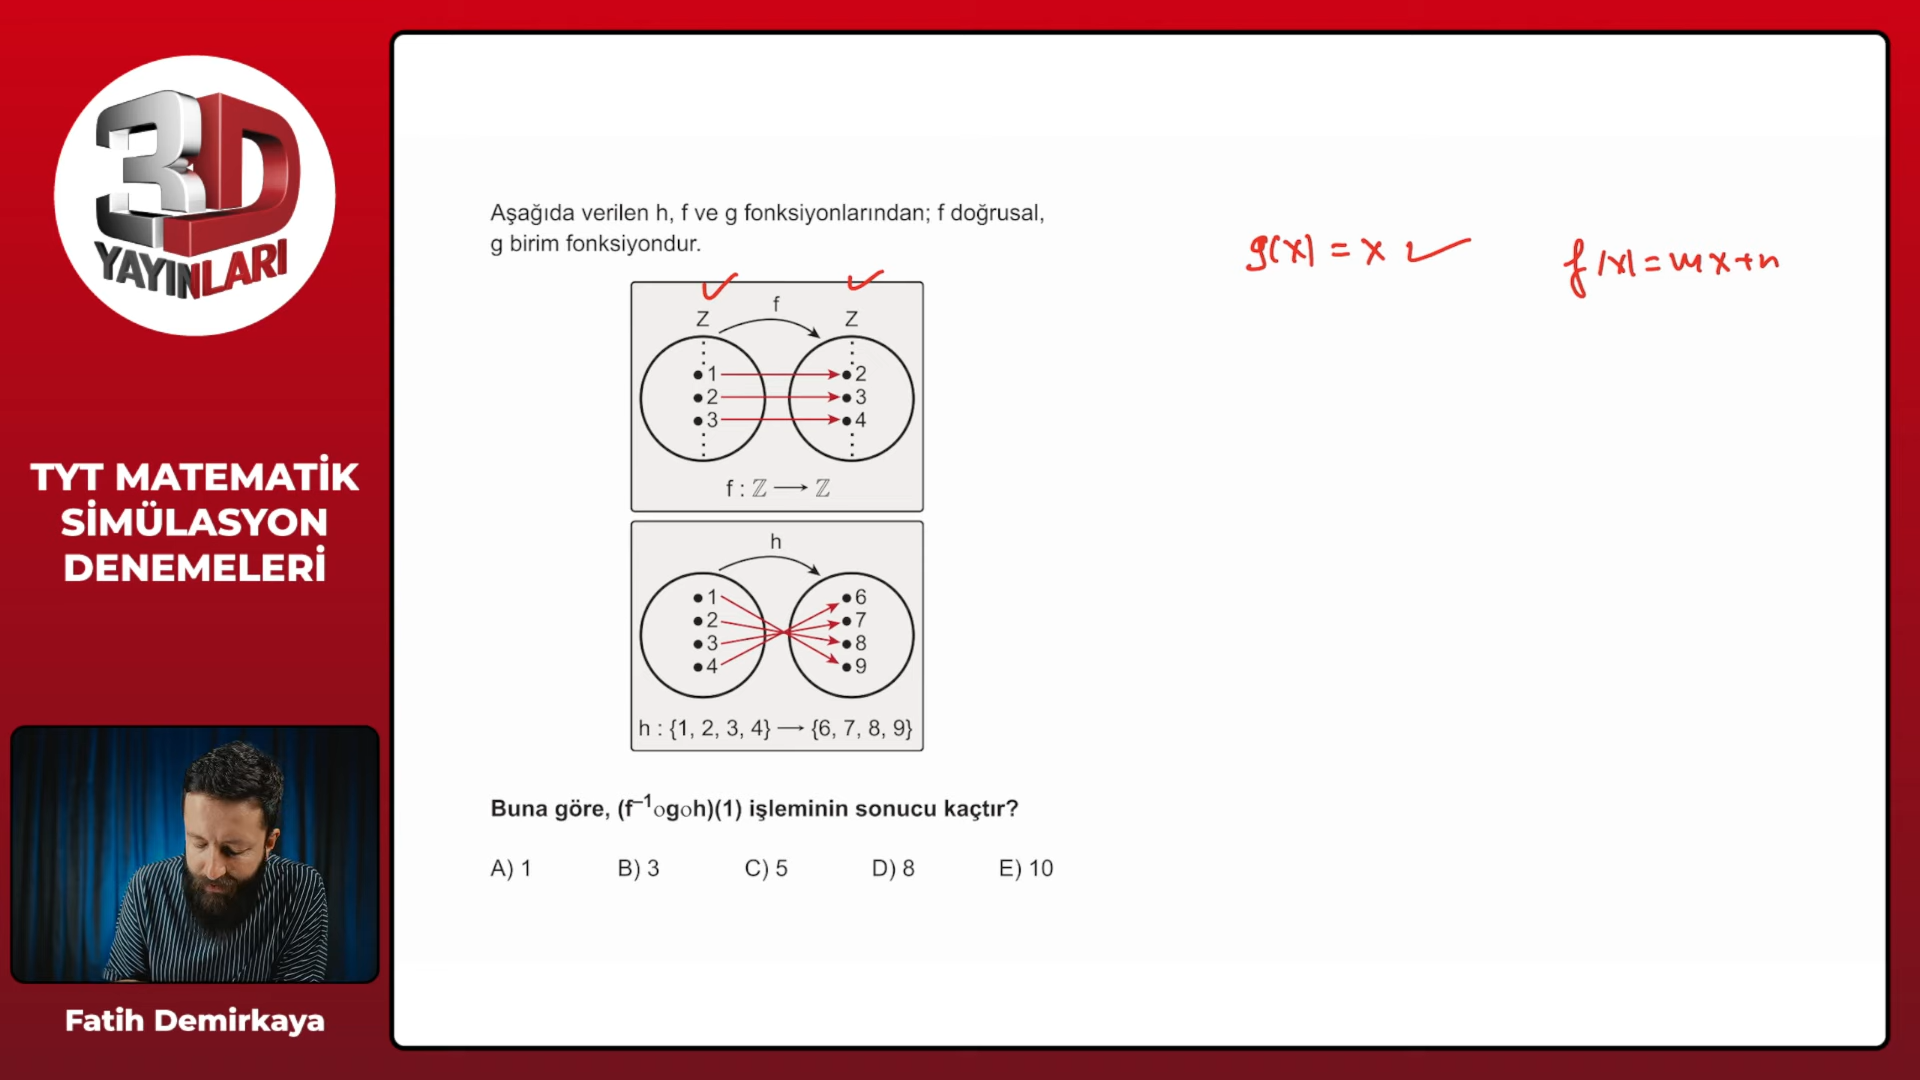 3D
YAYINLARI
TYT MATEMATİK
SİMÜLASYON
DENEMELERİ
Fatih Demirkaya
Aşağıda verilen h, f ve g fonksiyonlarından; f doğrusal,
g birim fonksiyondur.
g(x) = x
f(x) = mx+n
f
Z Z
1 2
2 3
3 4
f : ℤ ⟶ ℤ
h
1 6
2 7
3 8
4 9
h : {1, 2, 3, 4} ⟶ {6, 7, 8, 9}
Buna göre, (f⁻¹ogoh)(1) işleminin sonucu kaçtır?
A) 1 B) 3 C) 5 D) 8 E) 10